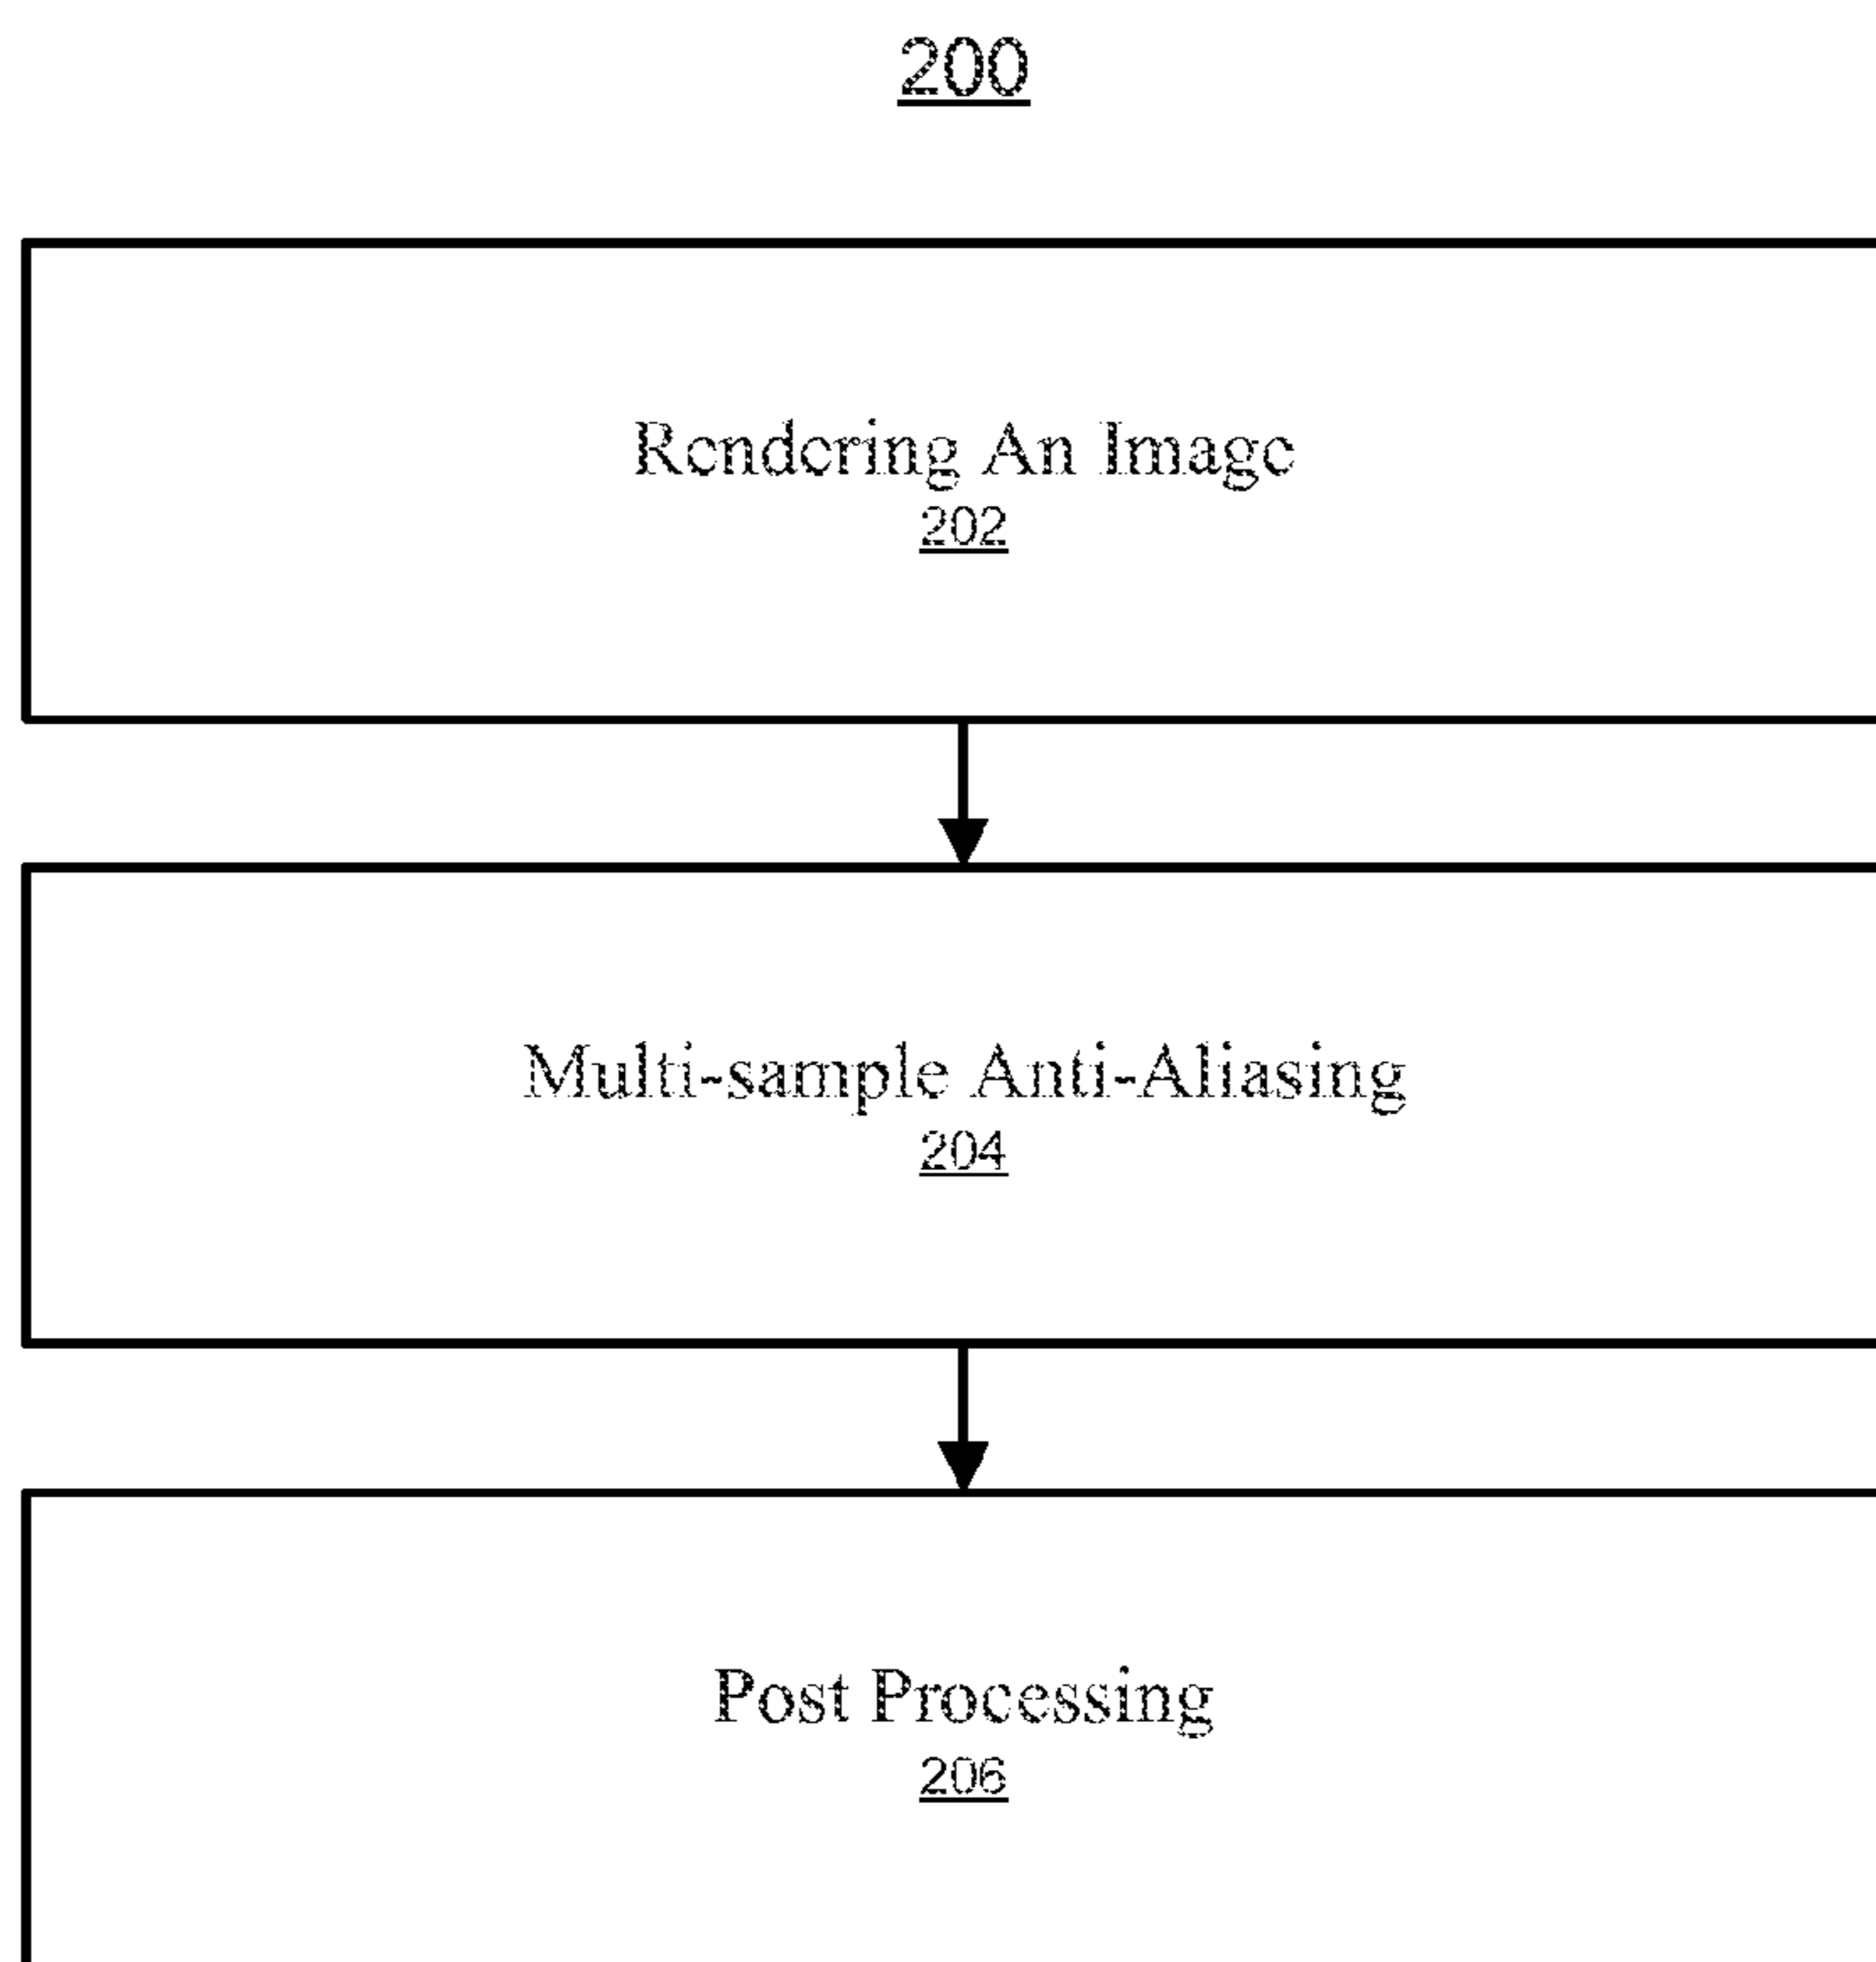 200
Rendering An Image
202
Multi-sample Anti-Aliasing
204
Post Processing
206